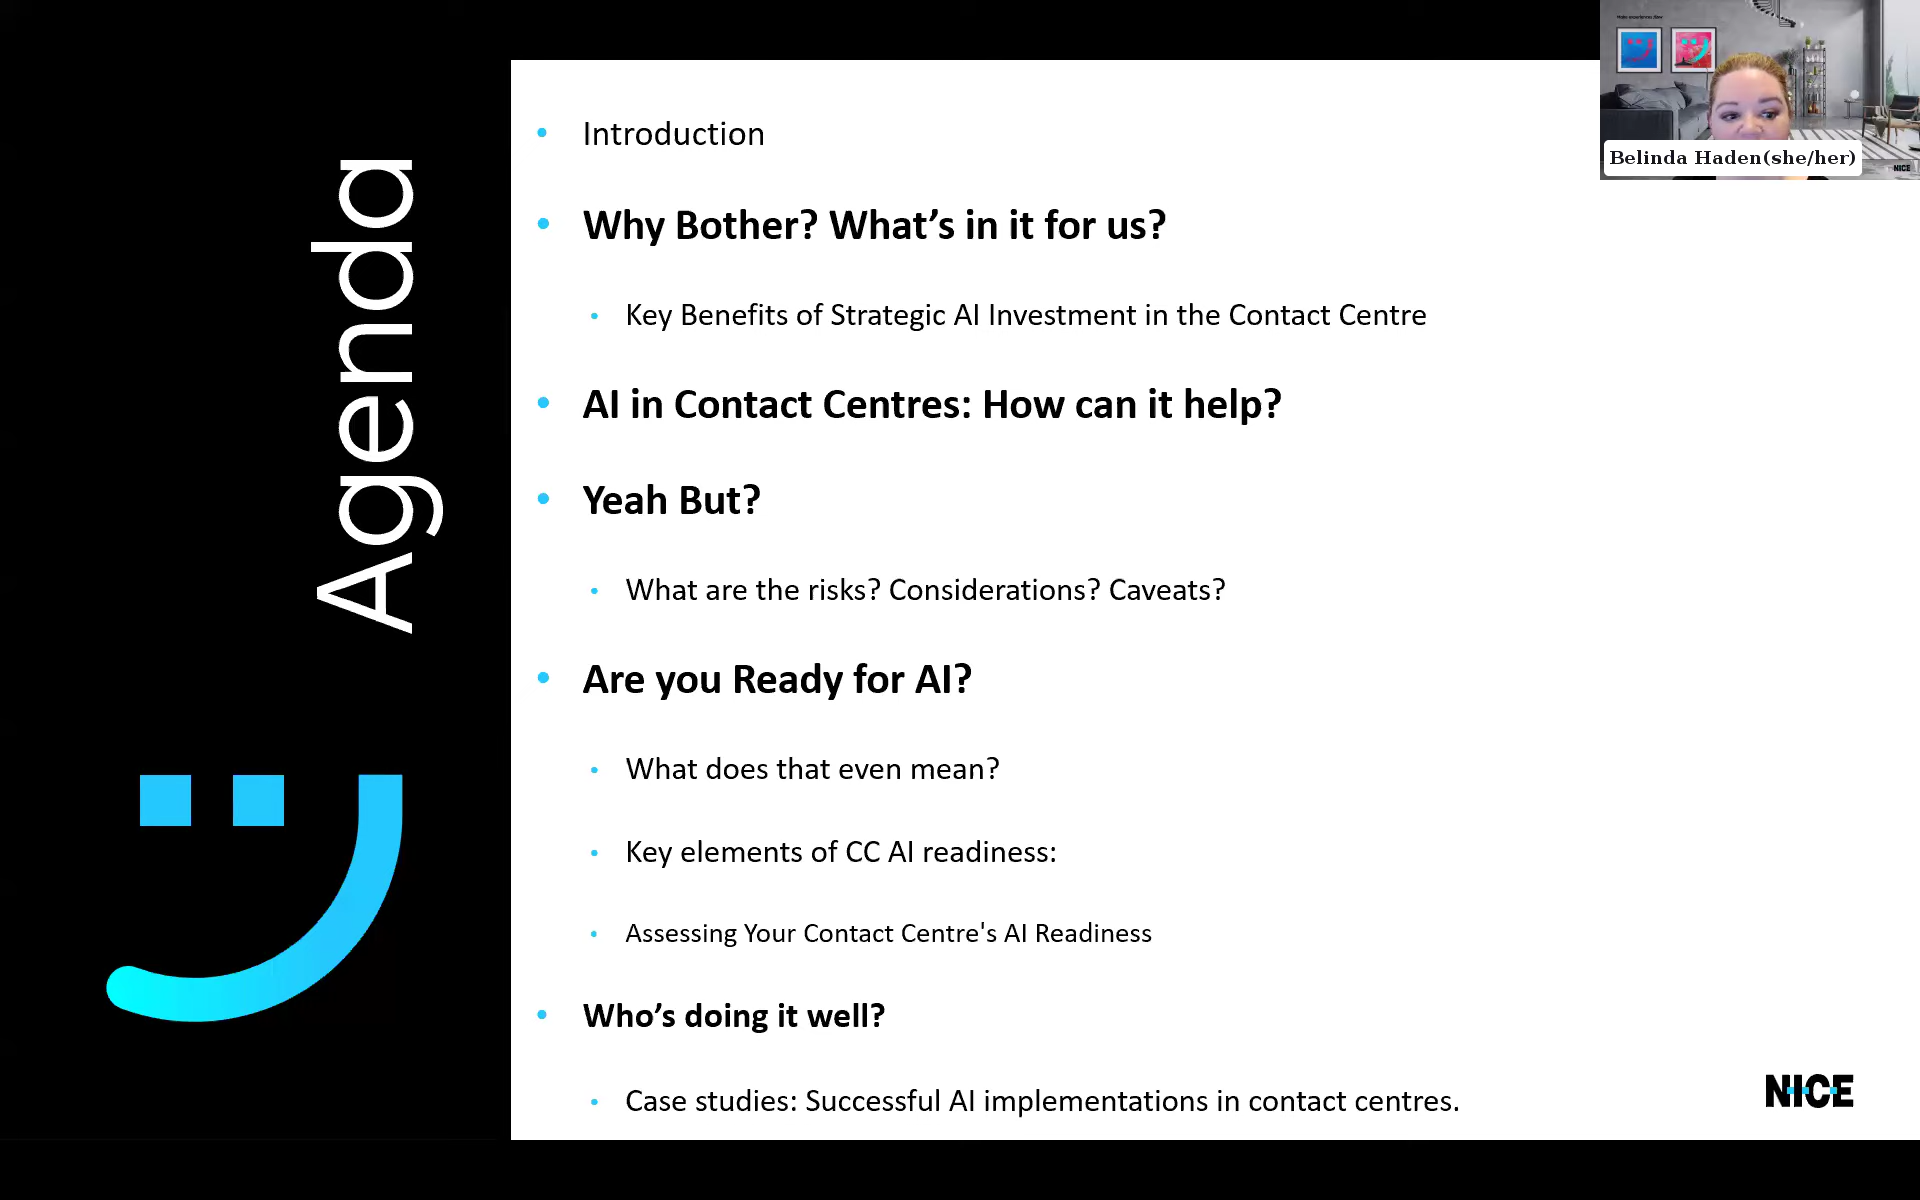 Agenda
Introduction
Why Bother? What’s in it for us?
Key Benefits of Strategic AI Investment in the Contact Centre
AI in Contact Centres: How can it help?
Yeah But?
What are the risks? Considerations? Caveats?
Are you Ready for AI?
What does that even mean?
Key elements of CC AI readiness:
Assessing Your Contact Centre's AI Readiness
Who’s doing it well?
Case studies: Successful AI implementations in contact centres.
NICE
Belinda Haden(she/her)
NICE